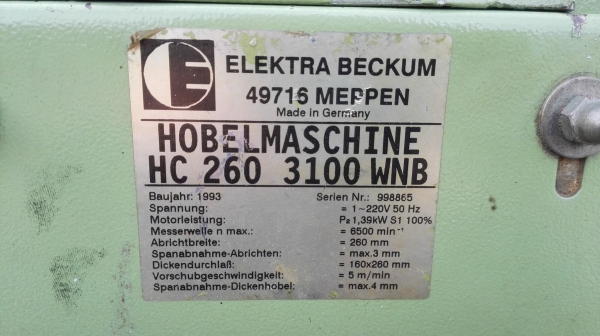 E ELEKTRA BECKUM
49716 MEPPEN
Made in Germany
HOBELMASCHINE
HC 260 3100 WNB
Baujahr: 1993 Serien Nr.: 998865
Spannung: = 1~220V 50 Hz
Motorleistung: P₂ 1,39kW S1 100%
Messerwelle n max.: = 6500 min⁻¹
Abrichtbreite: = 260 mm
Spanabnahme-Abrichten: = max.3 mm
Dickendurchlaß: = 160x260 mm
Vorschubgeschwindigkeit: = 5 m/min
Spanabnahme-Dickenhobel: = max.4 mm